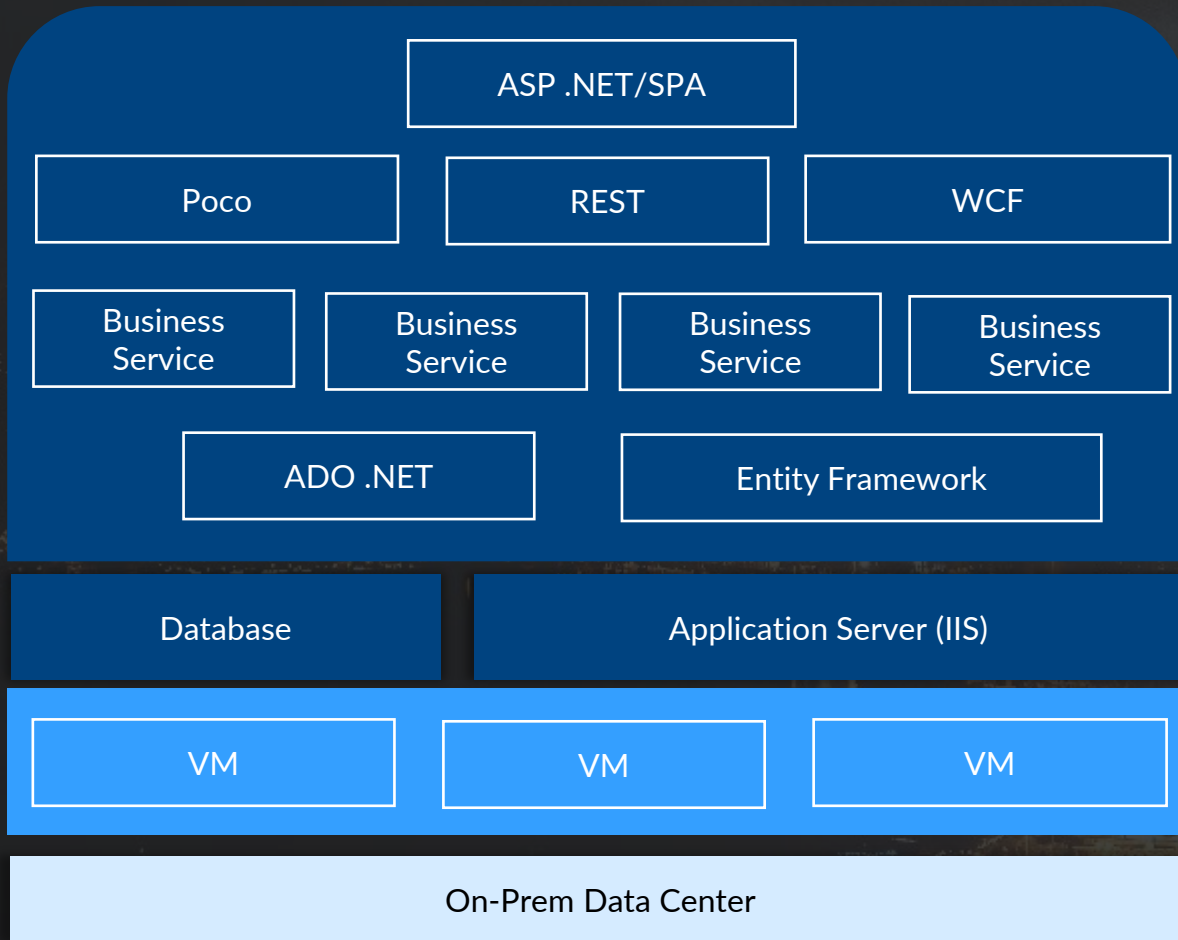 ASP .NET/SPA
Poco
REST
WCF
Business
Service
Business
Service
Business
Service
Business
Service
ADO .NET
Entity Framework
Database
Application Server (IIS)
VM
VM
VM
On-Prem Data Center